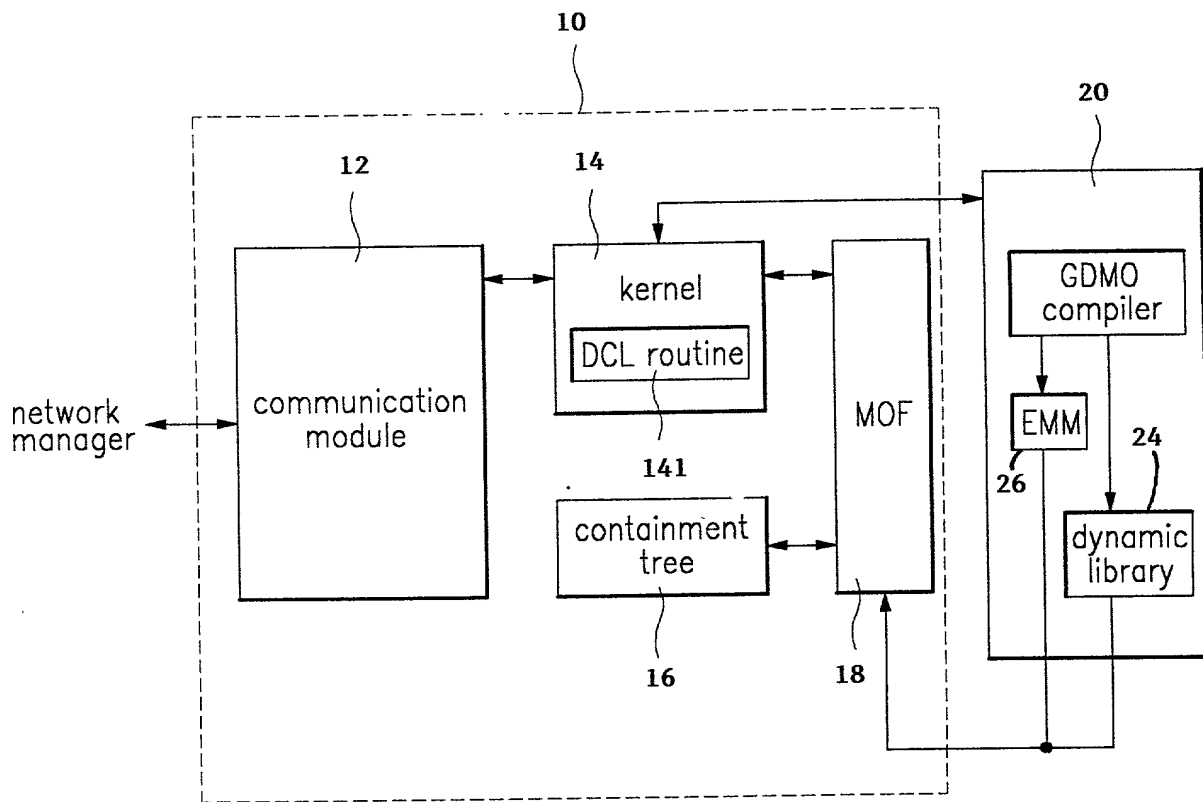 10
20
12
14
kernel
DCL routine
GDMO
compiler
communication
module
network
manager
MOF
EMM
26
24
141
containment
tree
dynamic
library
16
18